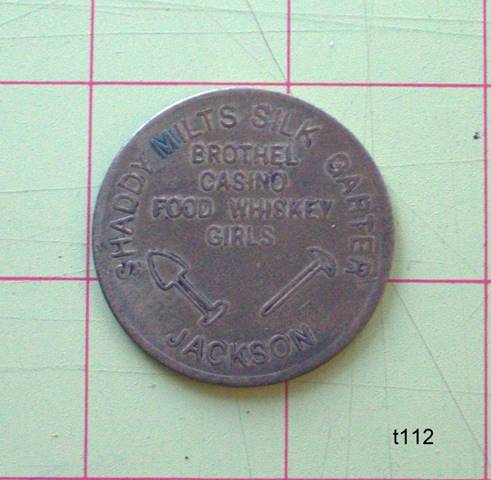 SHADDY MILTS SILK GARTER
BROTHEL
CASINO
FOOD WHISKEY
GIRLS
JACKSON
t112